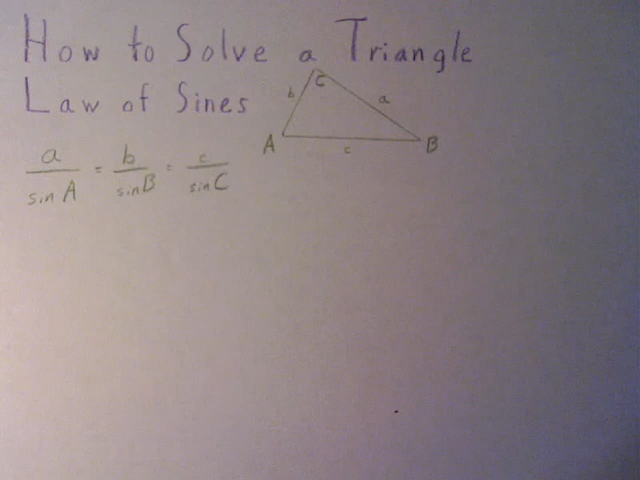 How to Solve a Triangle
Law of Sines
C
b
a
A
B
c
a/sin A = b/sin B = c/sin C